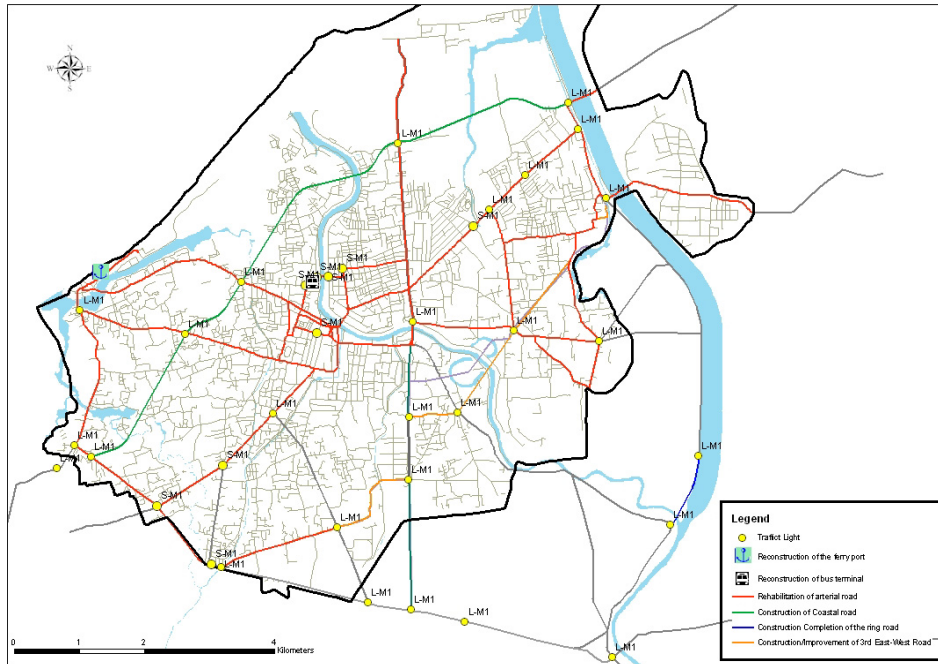 N
W E
S
L-M1
L-M1
L-M1
L-M1
L-M1
L-M1
S-M1
S-M1
S-M1
L-M1
S-M1
S-M1
L-M1
L-M1
L-M1
L-M1
S-M1
L-M1
L-M1
L-M1
L-M1
L-M1
L-M1
L-M1
S-M1
L-M1
L-M1
S-M1
L-M1
L-M1
S-M1
L-M1
L-M1
L-M1
L-M1
L-M1
Legend
Traffict Light
Reconstruction of the ferry port
Reconstruction of bus terminal
Rehabilitation of arterial road
Construction of Coastal road
Construction Completion of the ring road
Construction/Improvement of 3rd East-West Road
0 1 2 4
Kilometers